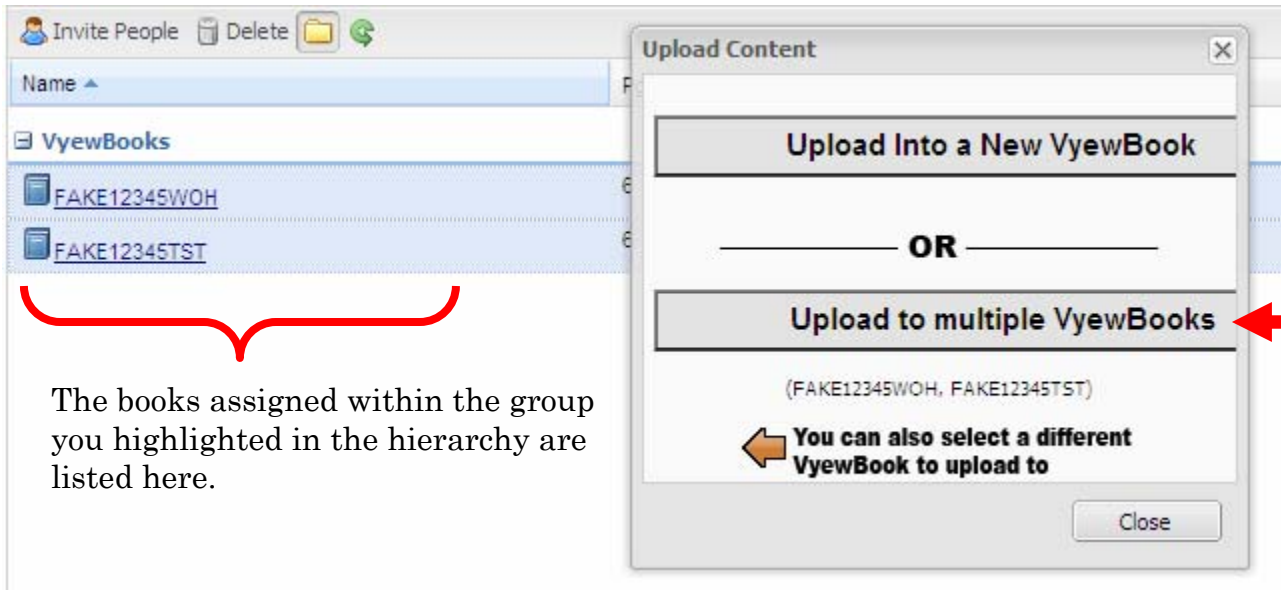 Invite People Delete
Name
VyewBooks
FAKE12345WOH
FAKE12345TST
The books assigned within the group
you highlighted in the hierarchy are
listed here.
Upload Content
Upload Into a New VyewBook
OR
Upload to multiple VyewBooks
(FAKE12345WOH, FAKE12345TST)
You can also select a different
VyewBook to upload to
Close